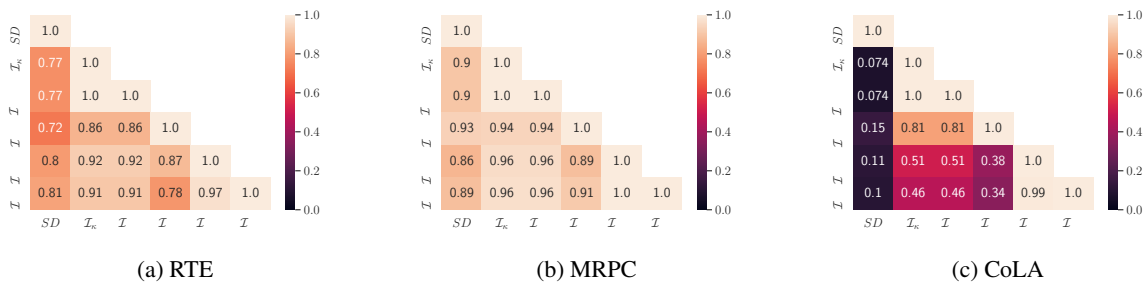 SD 1.0
I_κ 0.77 1.0
0.77 1.0 1.0
I 0.72 0.86 0.86 1.0
I 0.8 0.92 0.92 0.87 1.0
I 0.81 0.91 0.91 0.78 0.97 1.0
SD I_κ I I I
1.0
0.8
0.6
0.4
0.2
0.0
(a) RTE
SD 1.0
I_κ 0.9 1.0
0.9 1.0 1.0
I 0.93 0.94 0.94 1.0
I 0.86 0.96 0.96 0.89 1.0
I 0.89 0.96 0.96 0.91 1.0 1.0
SD I_κ I I I
1.0
0.8
0.6
0.4
0.2
0.0
(b) MRPC
SD 1.0
I_κ 0.074 1.0
0.074 1.0 1.0
I 0.15 0.81 0.81 1.0
I 0.11 0.51 0.51 0.38 1.0
I 0.1 0.46 0.46 0.34 0.99 1.0
SD I_κ I I I
1.0
0.8
0.6
0.4
0.2
0.0
(c) CoLA